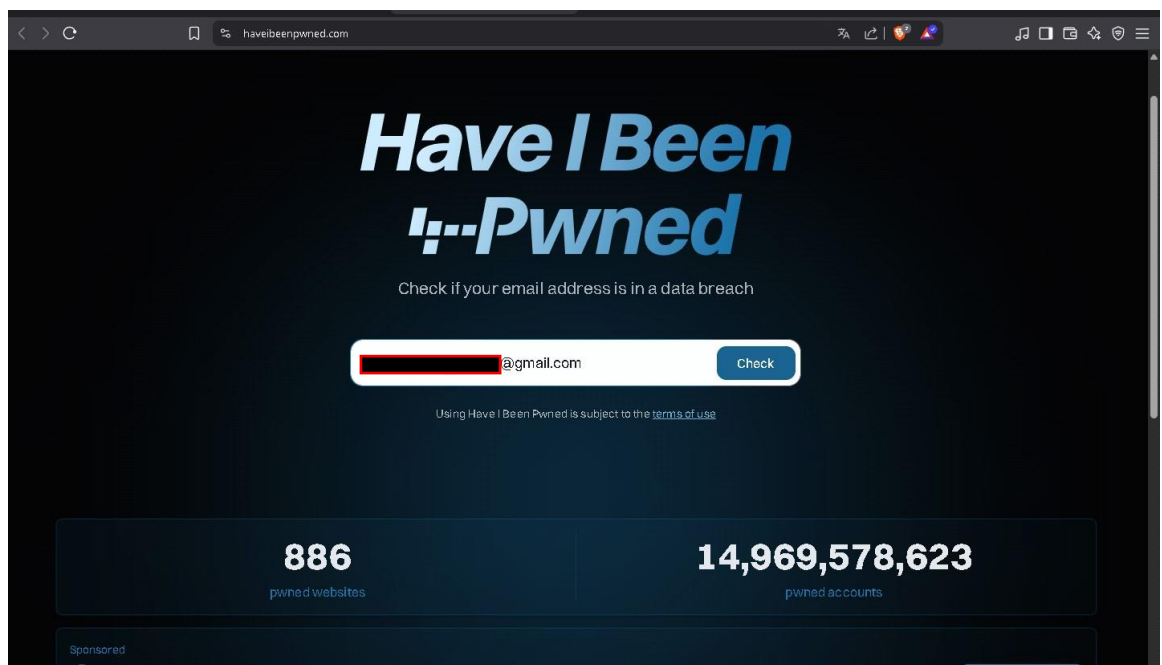 haveibeenpwned.com
Have I Been
Pwned
Check if your email address is in a data breach
@gmail.com
Check
Using Have I Been Pwned is subject to the terms of use
886
pwned websites
14,969,578,623
pwned accounts
Sponsored